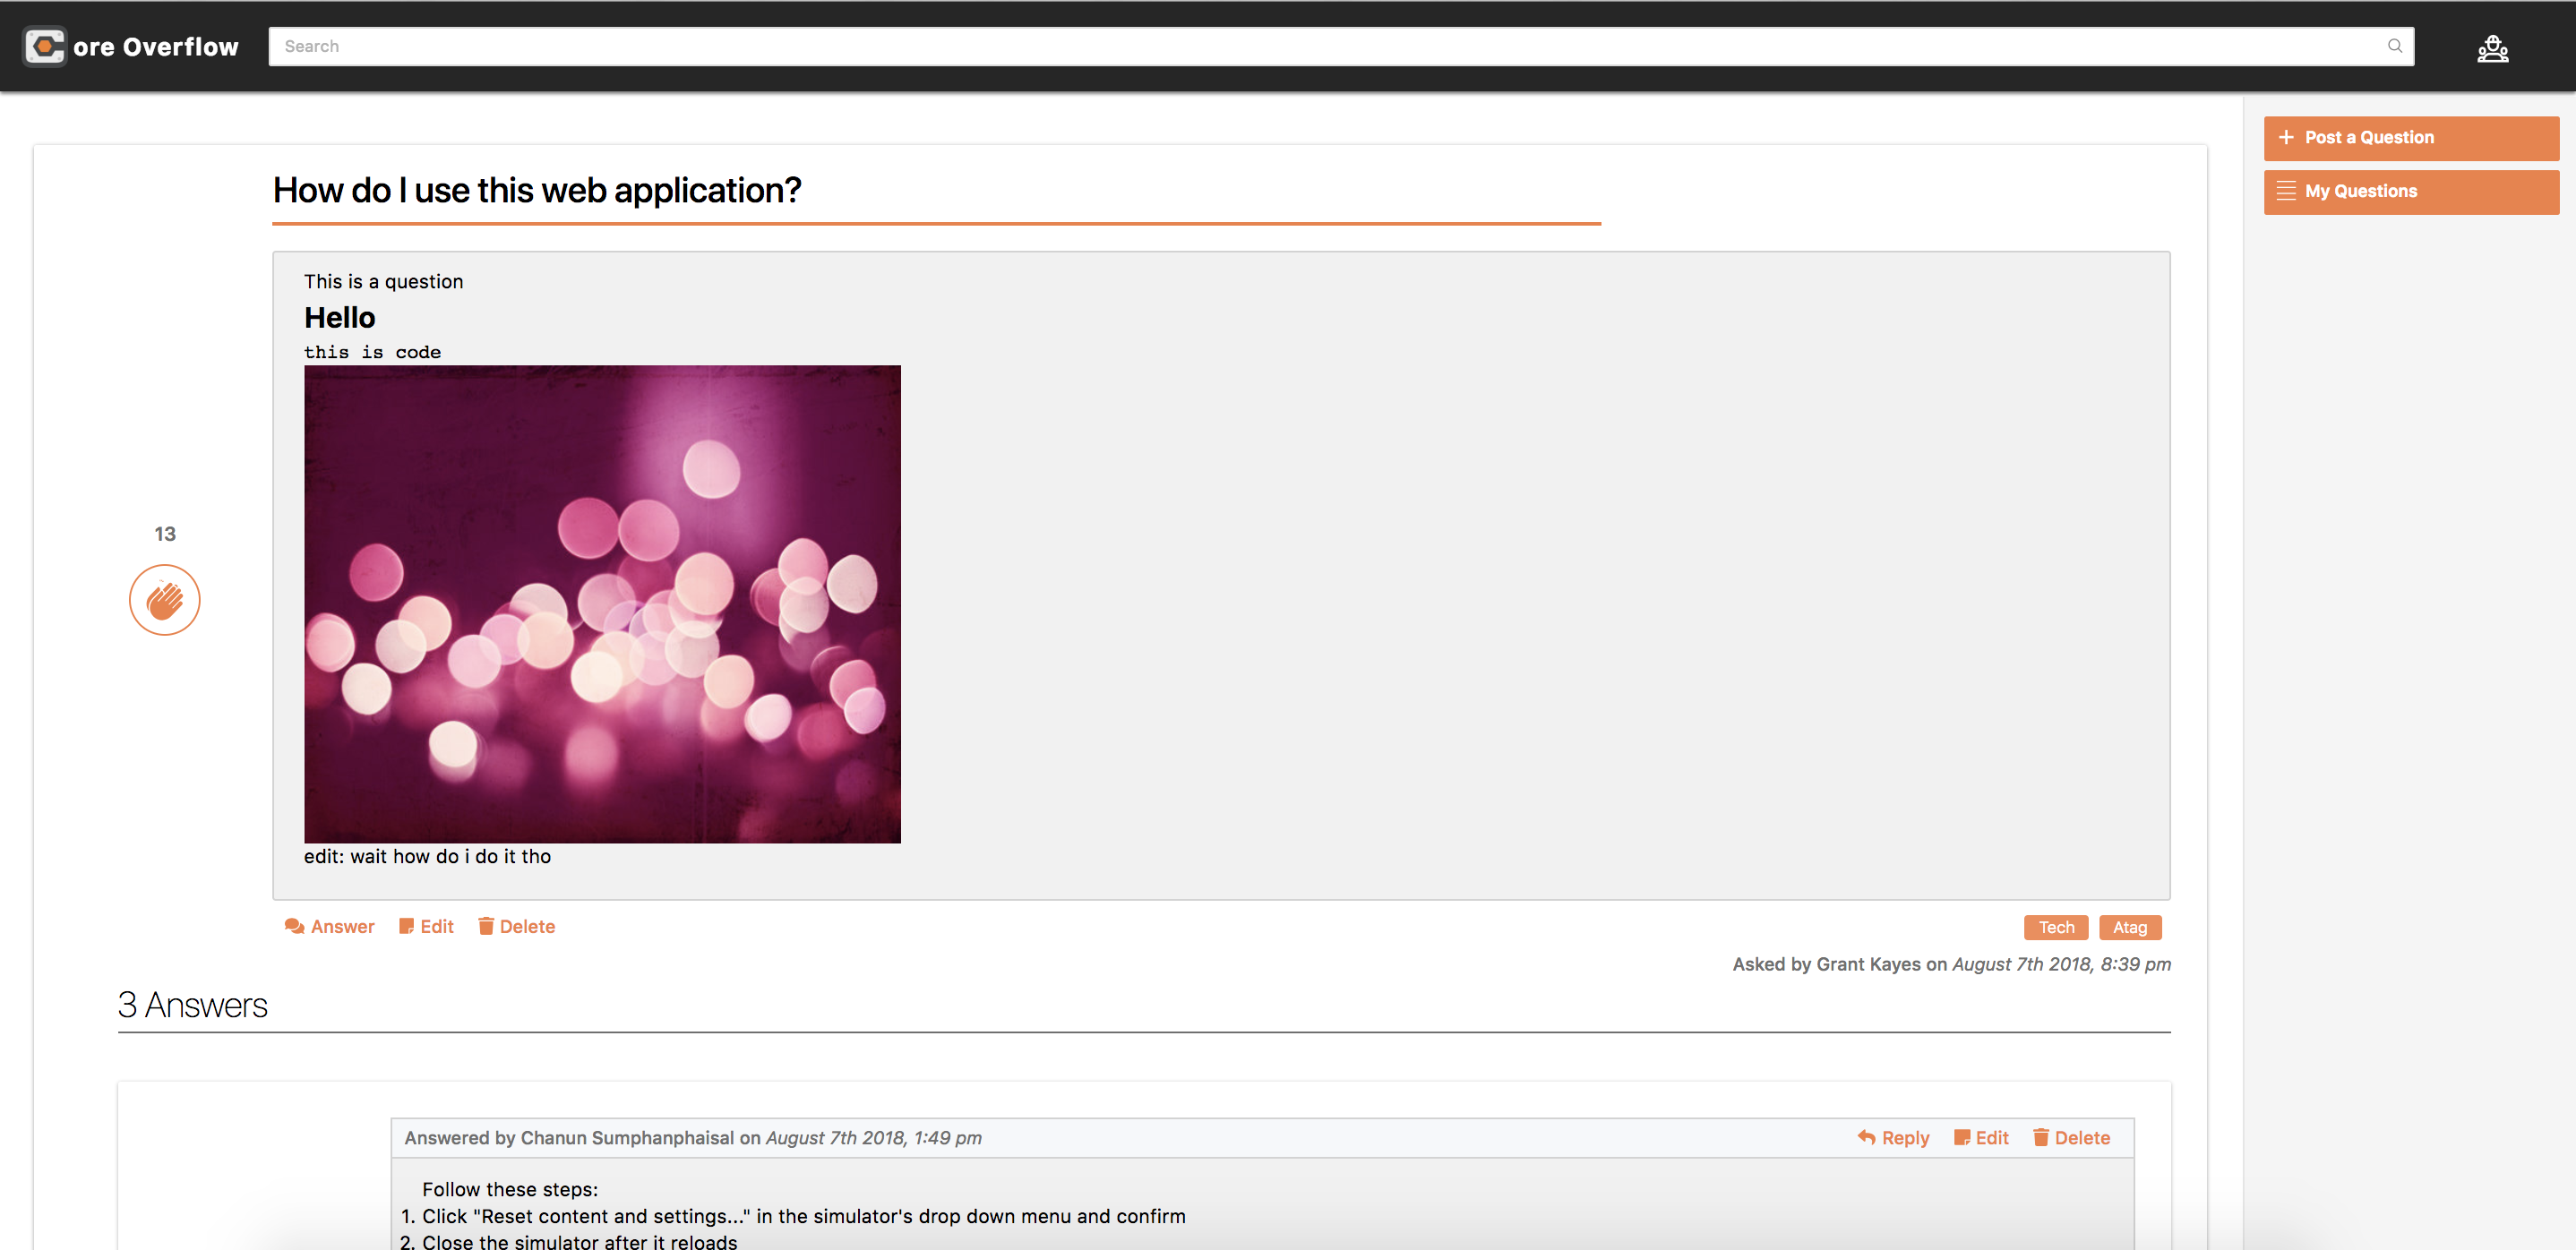 ore Overflow
Search
Post a Question
My Questions
How do I use this web application?
This is a question
Hello
this is code
13
edit: wait how do i do it tho
Answer Edit Delete
Tech Atag
Asked by Grant Kayes on August 7th 2018, 8:39 pm
3 Answers
Answered by Chanun Sumphanphaisal on August 7th 2018, 1:49 pm
Reply Edit Delete
Follow these steps:
1. Click "Reset content and settings..." in the simulator's drop down menu and confirm
2. Close the simulator after it reloads